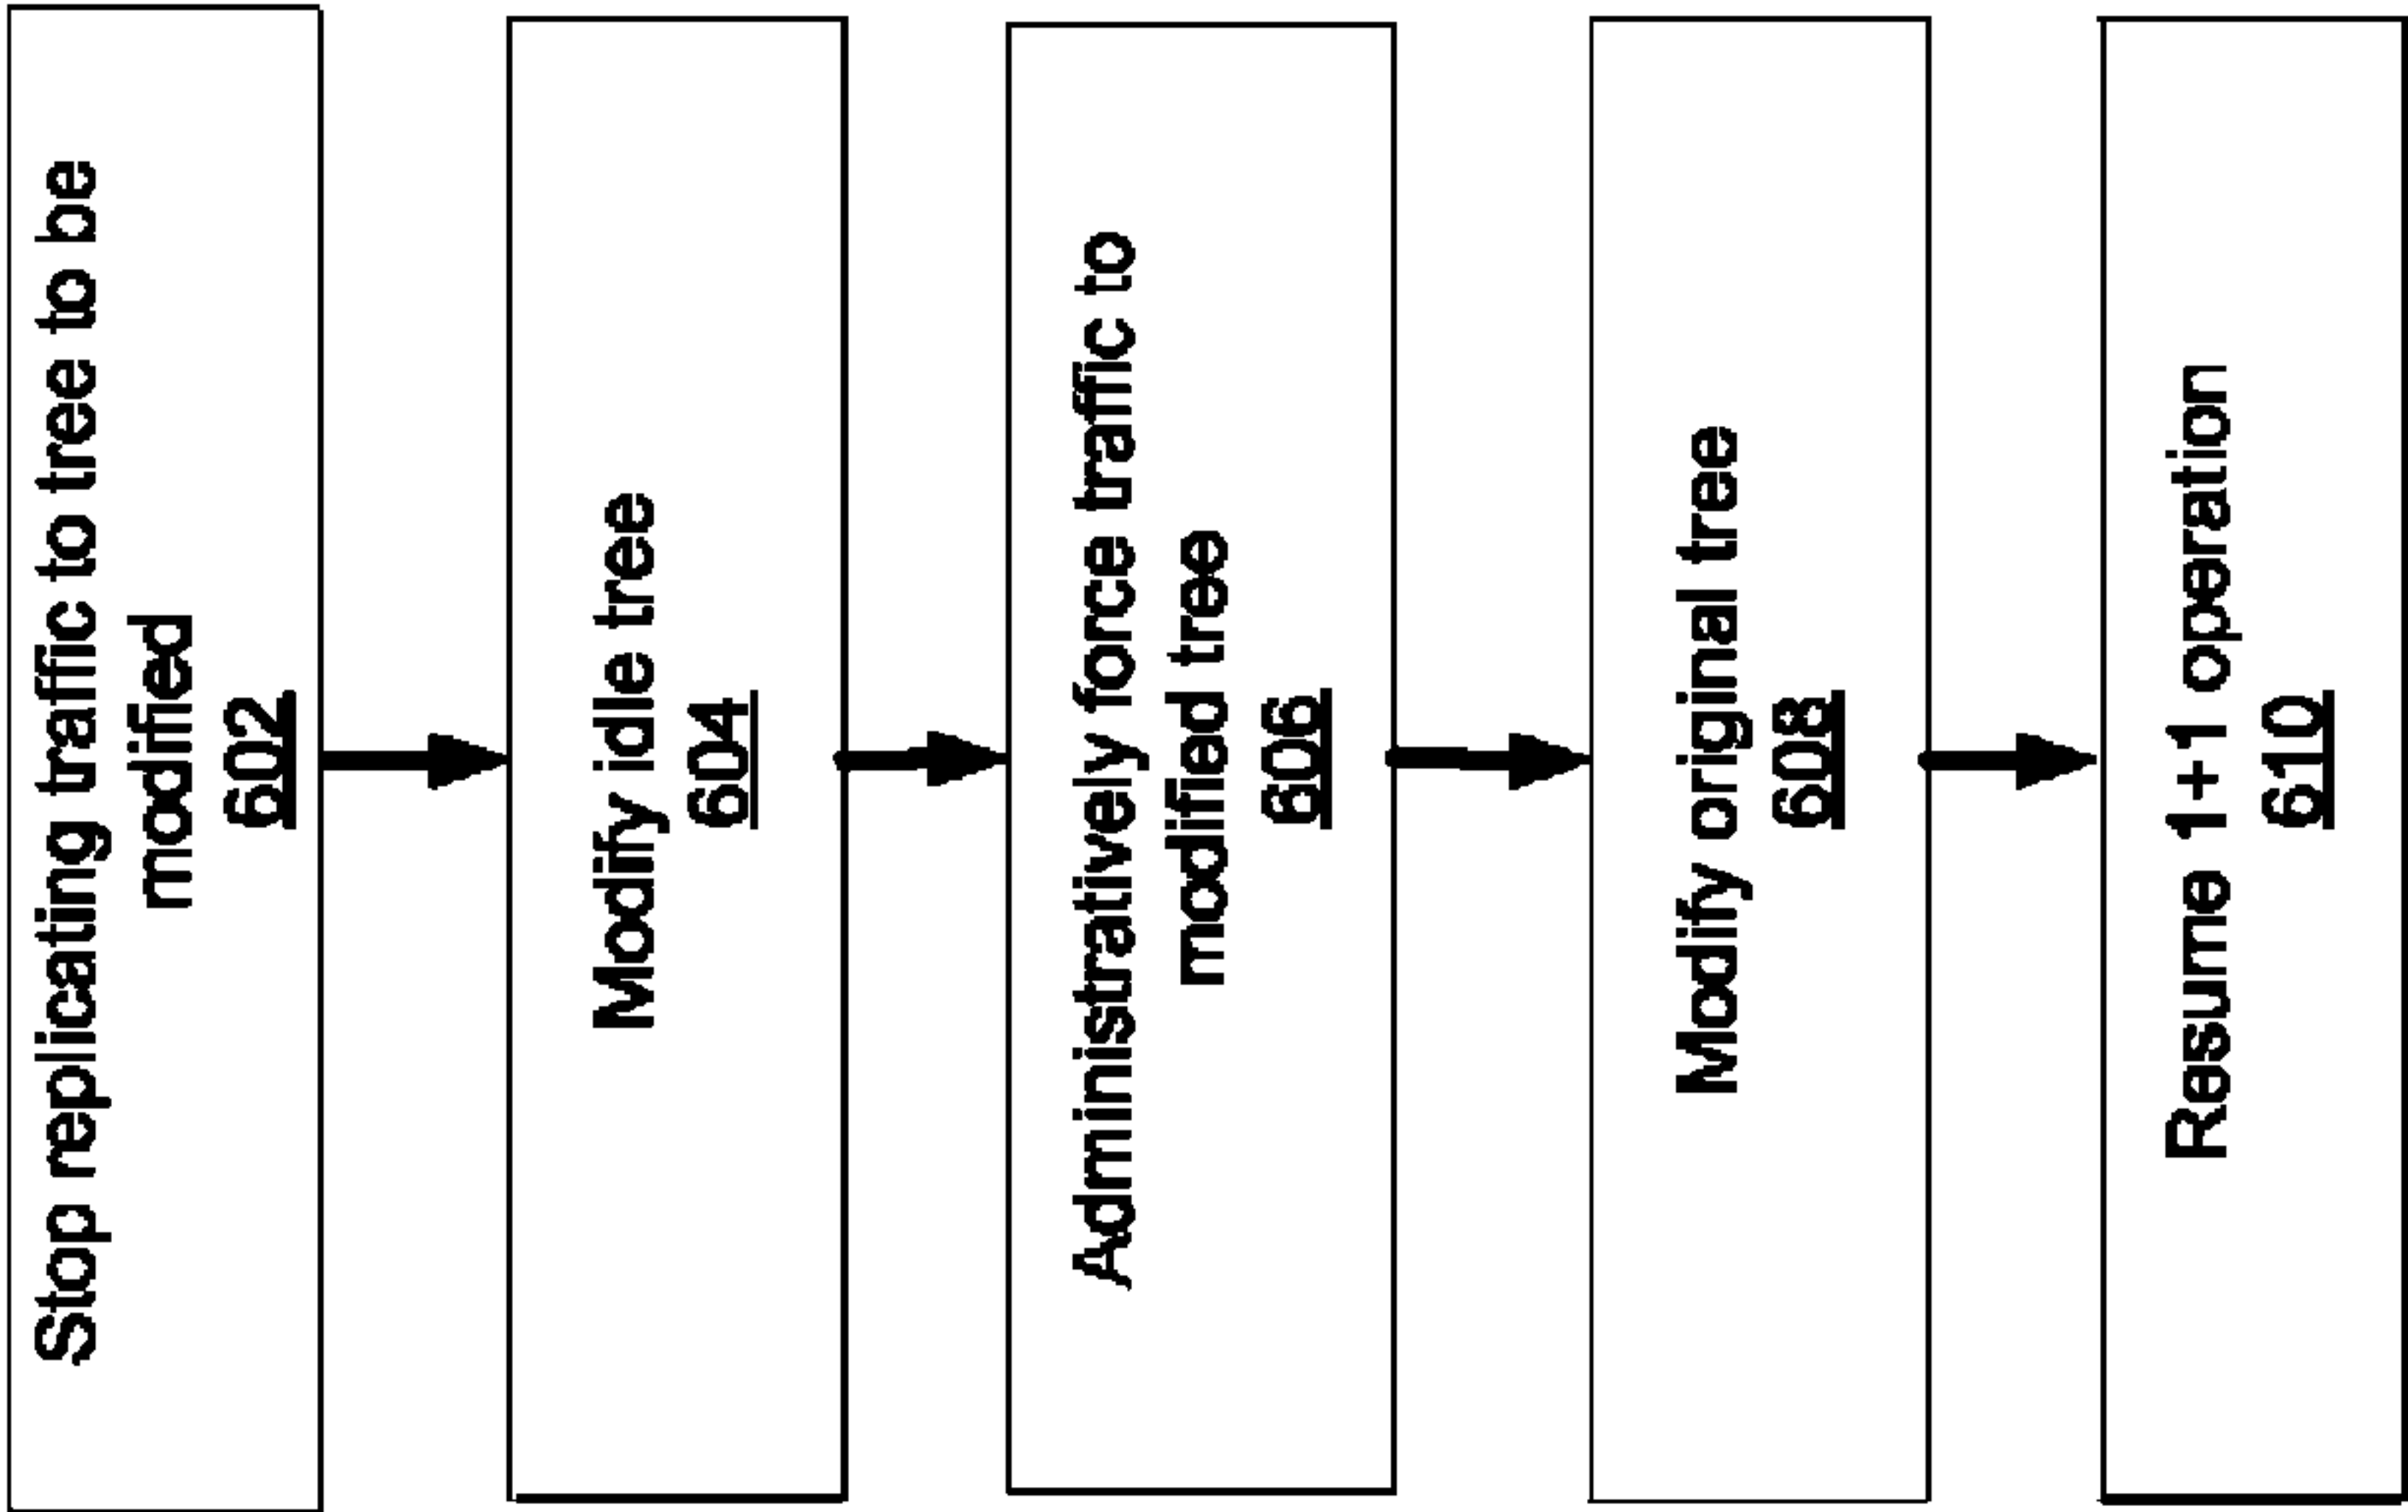 Stop replicating traffic to tree to be
modified
602
Modify idle tree
604
Administratively force traffic to
modified tree
606
Modify original tree
608
Resume 1+1 operation
610